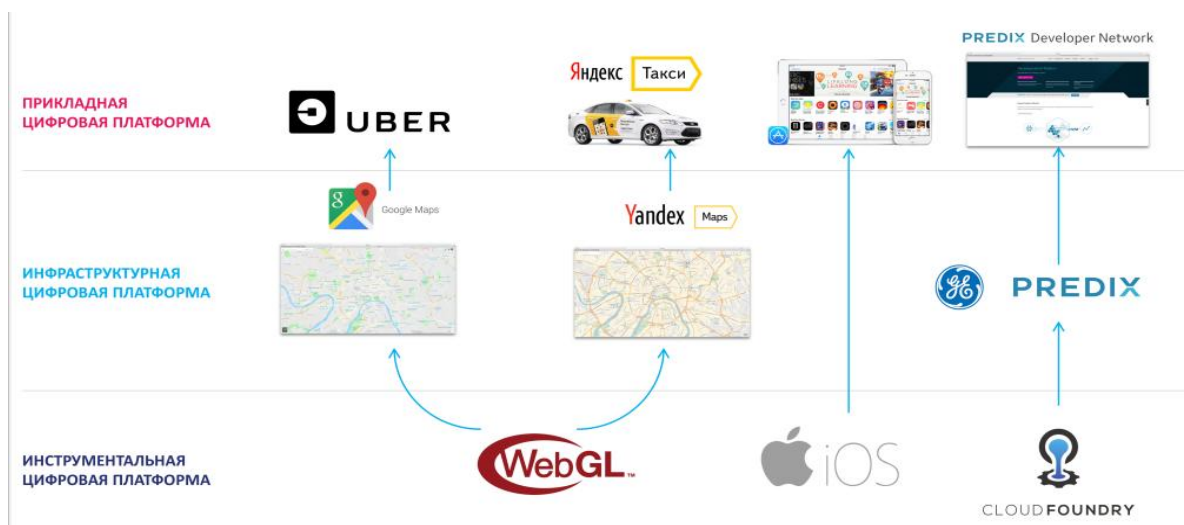 PREDIX Developer Network
Яндекс Такси
ПРИКЛАДНАЯ
ЦИФРОВАЯ ПЛАТФОРМА
UBER
Google Maps
Yandex Maps
ИНФРАСТРУКТУРНАЯ
ЦИФРОВАЯ ПЛАТФОРМА
PREDIX
ИНСТРУМЕНТАЛЬНАЯ
ЦИФРОВАЯ ПЛАТФОРМА
WebGL™
iOS
CLOUDFOUNDRY